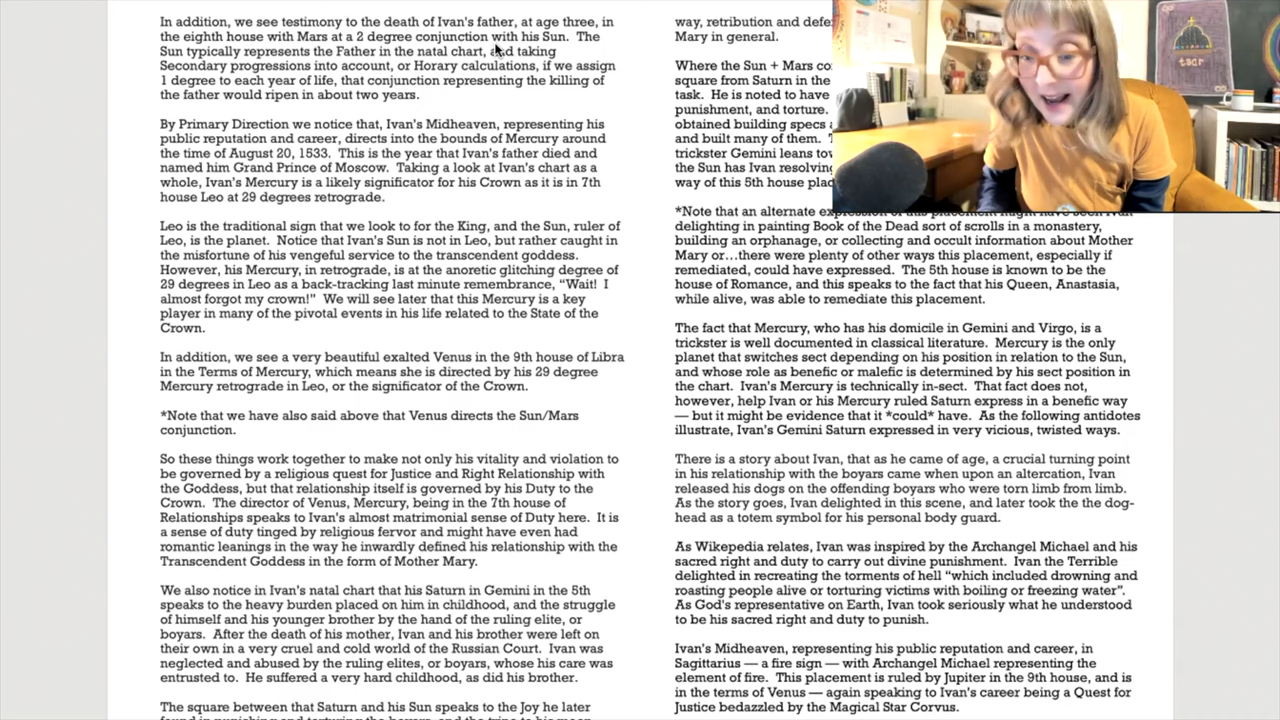 In addition, we see testimony to the death of Ivan's father, at age three, in
the eighth house with Mars at a 2 degree conjunction with his Sun.  The
Sun typically represents the Father in the natal chart, and taking
Secondary progressions into account, or Horary calculations, if we assign
1 degree to each year of life, that conjunction representing the killing of
the father would ripen in about two years.
By Primary Direction we notice that, Ivan's Midheaven, representing his
public reputation and career, directs into the bounds of Mercury around
the time of August 20, 1533.  This is the year that Ivan's father died and
named him Grand Prince of Moscow.  Taking a look at Ivan's chart as a
whole, Ivan's Mercury is a likely significator for his Crown as it is in 7th
house Leo at 29 degrees retrograde.
Leo is the traditional sign that we look to for the King, and the Sun, ruler of
Leo, is the planet.  Notice that Ivan's Sun is not in Leo, but rather caught in
the misfortune of his vengeful service to the transcendent goddess.
However, his Mercury, in retrograde, is at the anoretic glitching degree of
29 degrees in Leo as a back-tracking last minute remembrance, "Wait!  I
almost forgot my crown!"  We will see later that this Mercury is a key
player in many of the pivotal events in his life related to the State of the
Crown.
In addition, we see a very beautiful exalted Venus in the 9th house of Libra
in the Terms of Mercury, which means she is directed by his 29 degree
Mercury retrograde in Leo, or the significator of the Crown.
*Note that we have also said above that Venus directs the Sun/Mars
conjunction.
So these things work together to make not only his vitality and violation to
be governed by a religious quest for Justice and Right Relationship with
the Goddess, but that relationship itself is governed by his Duty to the
Crown.  The director of Venus, Mercury, being in the 7th house of
Relationships speaks to Ivan's almost matrimonial sense of Duty here.  It is
a sense of duty tinged by religious fervor and might have even had
romantic leanings in the way he inwardly defined his relationship with the
Transcendent Goddess in the form of Mother Mary.
We also notice in Ivan's natal chart that his Saturn in Gemini in the 5th
speaks to the heavy burden placed on him in childhood, and the struggle
of himself and his younger brother by the hand of the ruling elite, or
boyars.  After the death of his mother, Ivan and his brother were left on
their own in a very cruel and cold world of the Russian Court.  Ivan was
neglected and abused by the ruling elites, or boyars, whose his care was
entrusted to.  He suffered a very hard childhood, as did his brother.
The square between that Saturn and his Sun speaks to the Joy he later
found in punishing and torturing the boyars, and the trine to his moon
way, retribution and defe
Mary in general.
Where the Sun + Mars co
square from Saturn in the
task.  He is noted to have
punishment, and torture.
obtained building specs a
and built many of them.  T
trickster Gemini leans tow
the Sun has Ivan resolving
way of this 5th house plac
*Note that an alternate expression of this placement might have seen Ivan
delighting in painting Book of the Dead sort of scrolls in a monastery,
building an orphanage, or collecting and occult information about Mother
Mary or…there were plenty of other ways this placement, especially if
remediated, could have expressed.  The 5th house is known to be the
house of Romance, and this speaks to the fact that his Queen, Anastasia,
while alive, was able to remediate this placement.
The fact that Mercury, who has his domicile in Gemini and Virgo, is a
trickster is well documented in classical literature.  Mercury is the only
planet that switches sect depending on his position in relation to the Sun,
and whose role as benefic or malefic is determined by his sect position in
the chart.  Ivan's Mercury is technically in-sect.  That fact does not,
however, help Ivan or his Mercury ruled Saturn express in a benefic way
— but it might be evidence that it *could* have.  As the following antidotes
illustrate, Ivan's Gemini Saturn expressed in very vicious, twisted ways.
There is a story about Ivan, that as he came of age, a crucial turning point
in his relationship with the boyars came when upon an altercation, Ivan
released his dogs on the offending boyars who were torn limb from limb.
As the story goes, Ivan delighted in this scene, and later took the the dog-
head as a totem symbol for his personal body guard.
As Wikepedia relates, Ivan was inspired by the Archangel Michael and his
sacred right and duty to carry out divine punishment.  Ivan the Terrible
delighted in recreating the torments of hell "which included drowning and
roasting people alive or torturing victims with boiling or freezing water".
As God's representative on Earth, Ivan took seriously what he understood
to be his sacred right and duty to punish.
Ivan's Midheaven, representing his public reputation and career, in
Sagittarius — a fire sign — with Archangel Michael representing the
element of fire.  This placement is ruled by Jupiter in the 9th house, and is
in the terms of Venus — again speaking to Ivan's career being a Quest for
Justice bedazzled by the Magical Star Corvus.